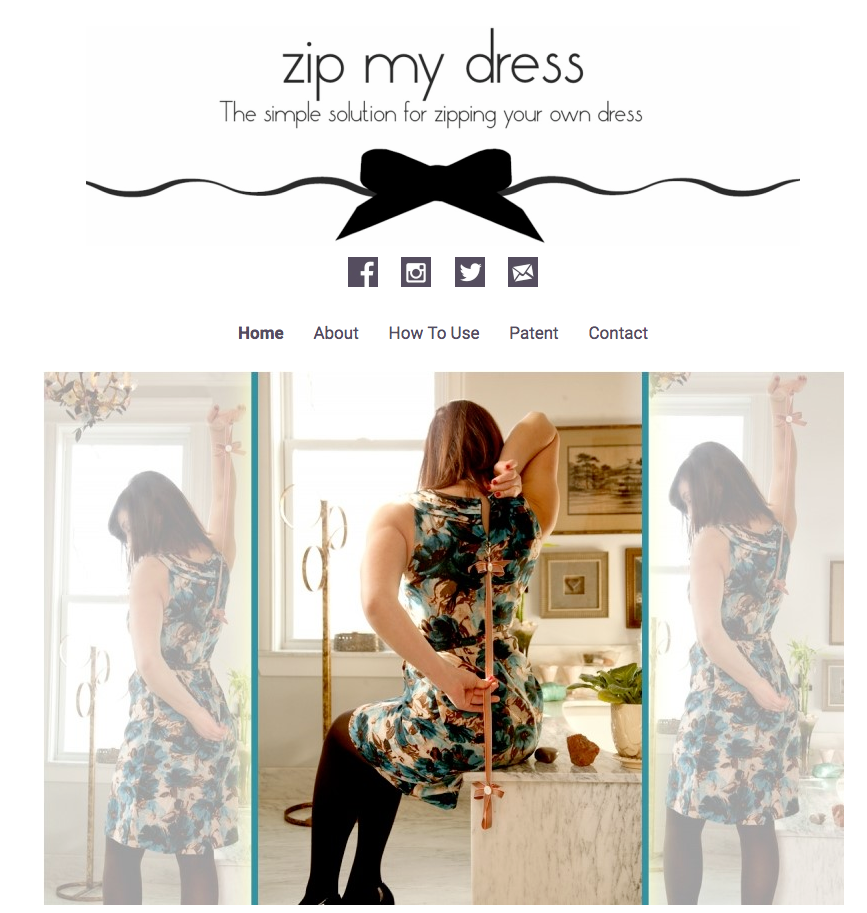 zip my dress
The simple solution for zipping your own dress
Home About How To Use Patent Contact